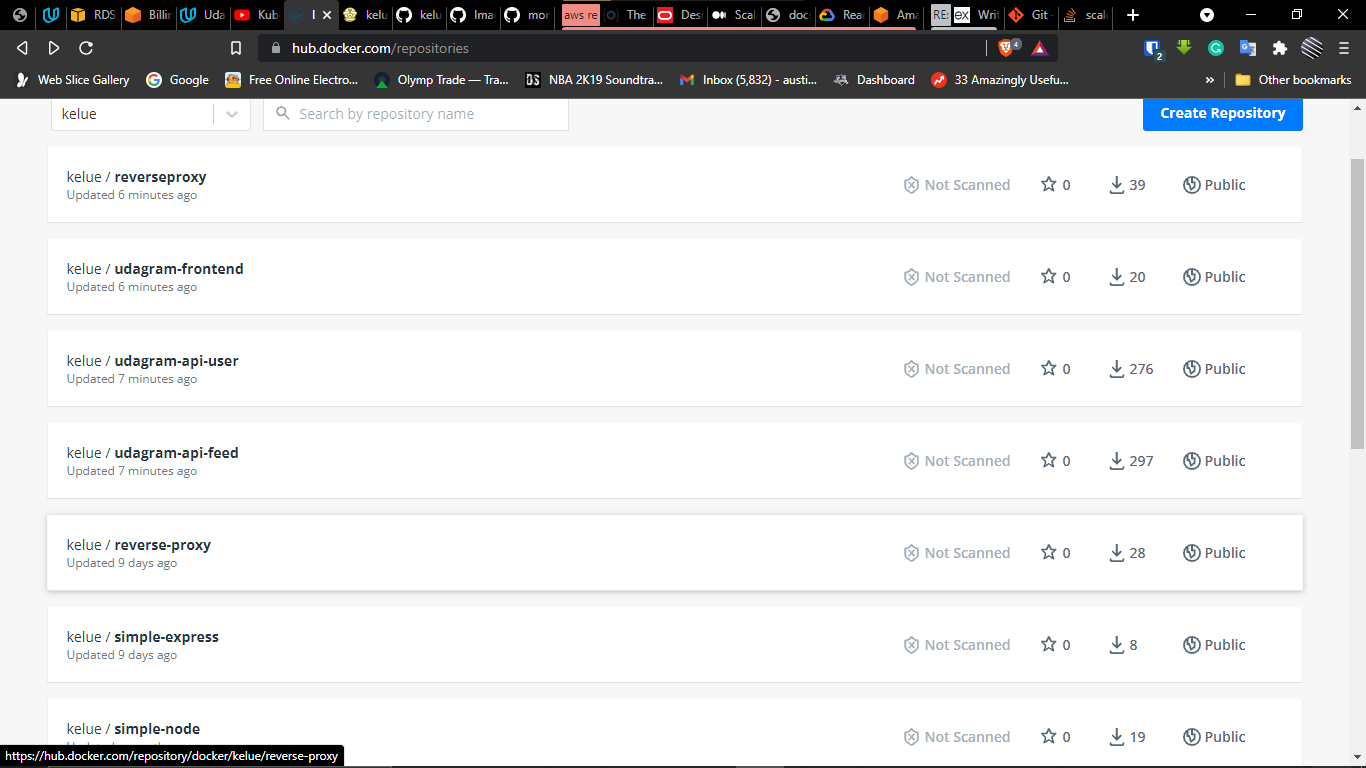 RDS
Billi
Uda
Kub
kelu
kelu
Ima
mor
aws re
The
Des
Scal
doc
Rea
Ama
RE:
ex
Writ
Git -
scal
hub.docker.com/repositories
4
2
Web Slice Gallery
Google
Free Online Electro...
Olymp Trade — Tra...
NBA 2K19 Soundtra...
Inbox (5,832) - austi...
Dashboard
33 Amazingly Usefu...
»
Other bookmarks
kelue
Search by repository name
Create Repository
kelue / reverseproxy
Updated 6 minutes ago
Not Scanned
0
39
Public
kelue / udagram-frontend
Updated 6 minutes ago
Not Scanned
0
20
Public
kelue / udagram-api-user
Updated 7 minutes ago
Not Scanned
0
276
Public
kelue / udagram-api-feed
Updated 7 minutes ago
Not Scanned
0
297
Public
kelue / reverse-proxy
Updated 9 days ago
Not Scanned
0
28
Public
kelue / simple-express
Updated 9 days ago
Not Scanned
0
8
Public
kelue / simple-node
Not Scanned
0
19
Public
https://hub.docker.com/repository/docker/kelue/reverse-proxy